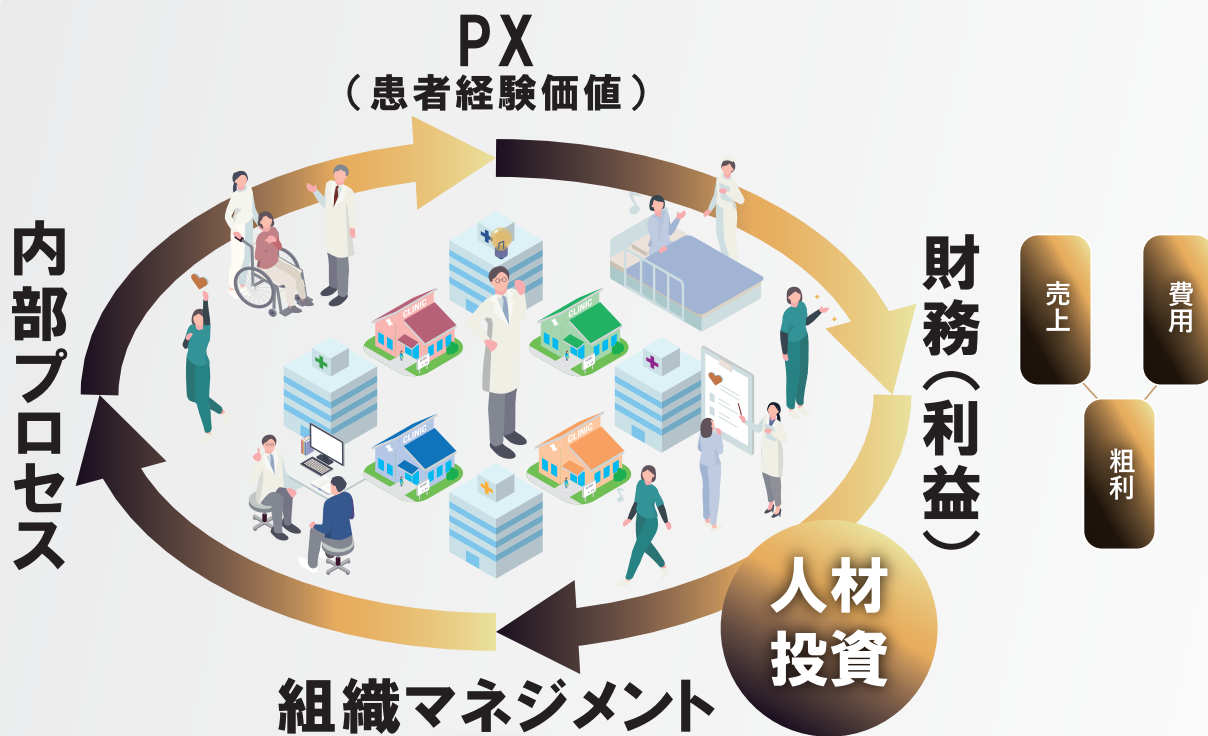 PX
（患者経験価値）
内部プロセス
財務（利益）
売上
費用
粗利
CLINIC
CLINIC
CLINIC
CLINIC
人材
投資
組織マネジメント